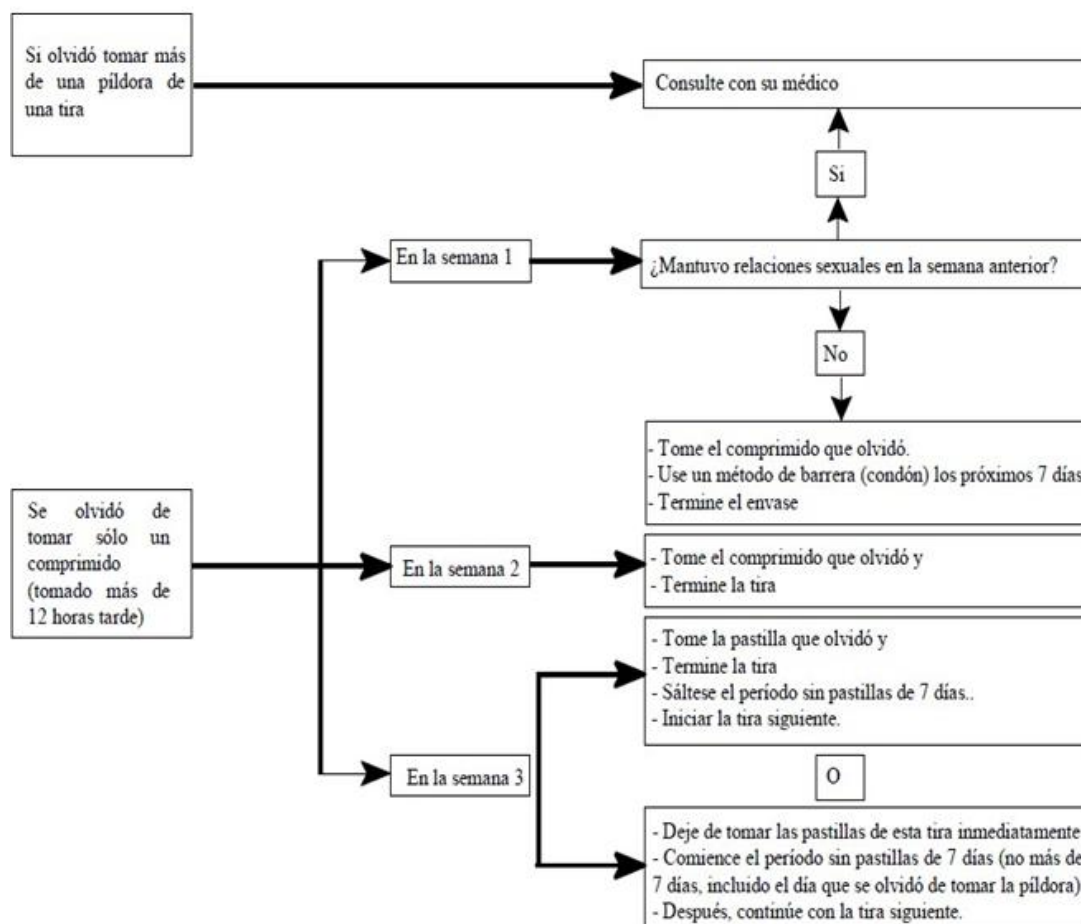 Si olvidó tomar más
de una píldora de
una tira
Consulte con su médico
Si
En la semana 1
¿Mantuvo relaciones sexuales en la semana anterior?
No
- Tome el comprimido que olvidó.
- Use un método de barrera (condón) los próximos 7 días
- Termine el envase
Se olvidó de
tomar sólo un
comprimido
(tomado más de
12 horas tarde)
En la semana 2
- Tome el comprimido que olvidó y
- Termine la tira
- Tome la pastilla que olvidó y
- Termine la tira
- Sáltese el período sin pastillas de 7 días..
- Iniciar la tira siguiente.
En la semana 3
O
- Deje de tomar las pastillas de esta tira inmediatamente
- Comience el período sin pastillas de 7 días (no más de
7 días, incluido el día que se olvidó de tomar la píldora)
- Después, continúe con la tira siguiente.